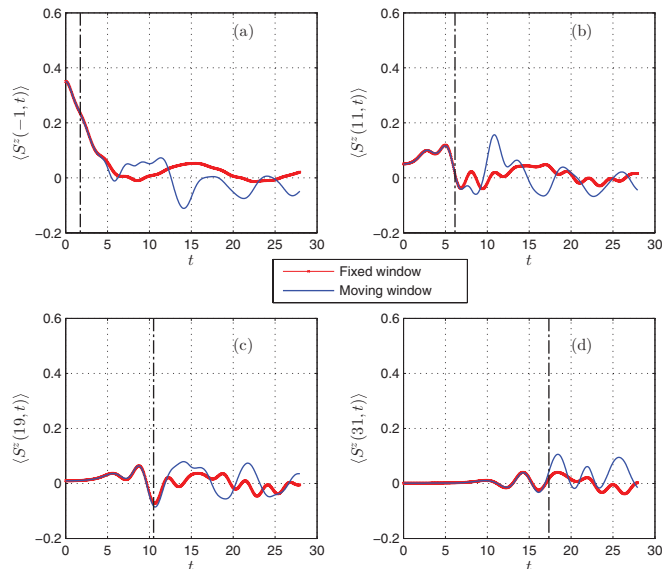 0.6
0.4
0.2
0
−0.2
0 5 10 15 20 25 30
t
⟨S^z(−1, t)⟩
(a)
0.6
0.4
0.2
0
−0.2
0 5 10 15 20 25 30
t
⟨S^z(11, t)⟩
(b)
Fixed window
Moving window
0.6
0.4
0.2
0
−0.2
0 5 10 15 20 25 30
t
⟨S^z(19, t)⟩
(c)
0.6
0.4
0.2
0
−0.2
0 5 10 15 20 25 30
t
⟨S^z(31, t)⟩
(d)